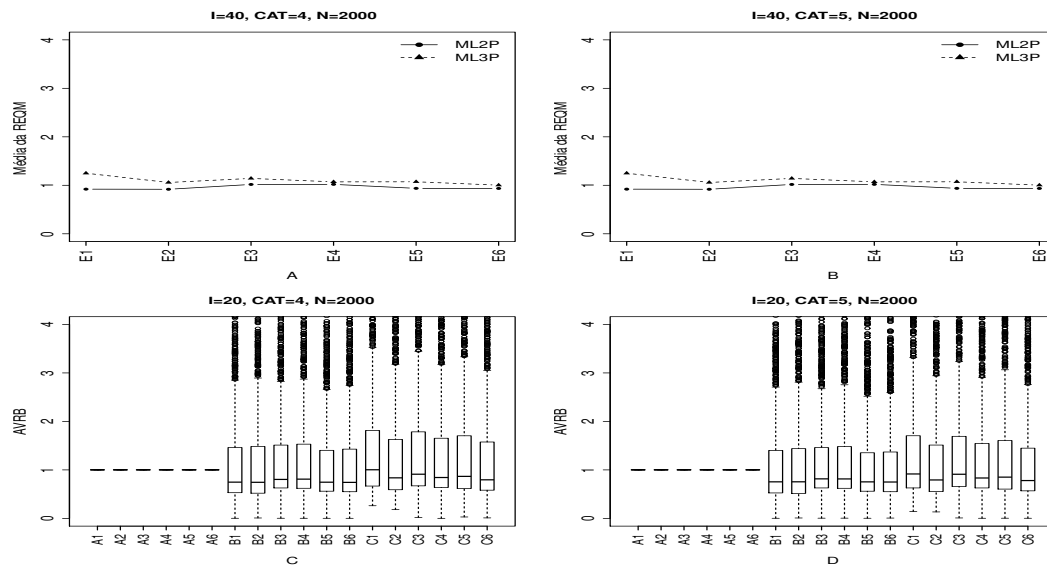 I=40, CAT=4, N=2000
Média da REQM
0 1 2 3 4
ML2P
ML3P
E1 E2 E3 E4 E5 E6
A
I=40, CAT=5, N=2000
Média da REQM
0 1 2 3 4
ML2P
ML3P
E1 E2 E3 E4 E5 E6
B
I=20, CAT=4, N=2000
AVRB
0 1 2 3 4
A1 A2 A3 A4 A5 A6 B1 B2 B3 B4 B5 B6 C1 C2 C3 C4 C5 C6
C
I=20, CAT=5, N=2000
AVRB
0 1 2 3 4
A1 A2 A3 A4 A5 A6 B1 B2 B3 B4 B5 B6 C1 C2 C3 C4 C5 C6
D